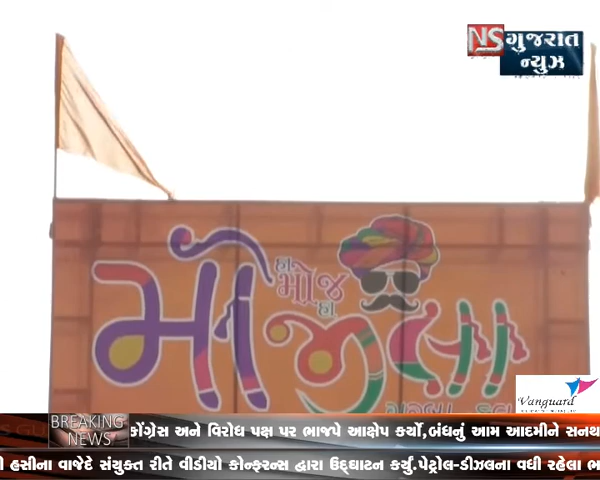 NS ગુજરાત
ન્યુઝ
મોજીલા
હા
મોજ
હા
Vanguard
BREAKING
NEWS
કોંગ્રેસ અને વિરોધ પક્ષ પર ભાજપે આક્ષેપ કર્યો,બંધનું આમ આદમીને સનથ
ી હસીના વાજેદે સંયુક્ત રીતે વીડીયો કોન્ફરન્સ દ્વારા ઉદ્ઘાટન કર્યું.પેટ્રોલ-ડીઝલના વધી રહેલા ભ